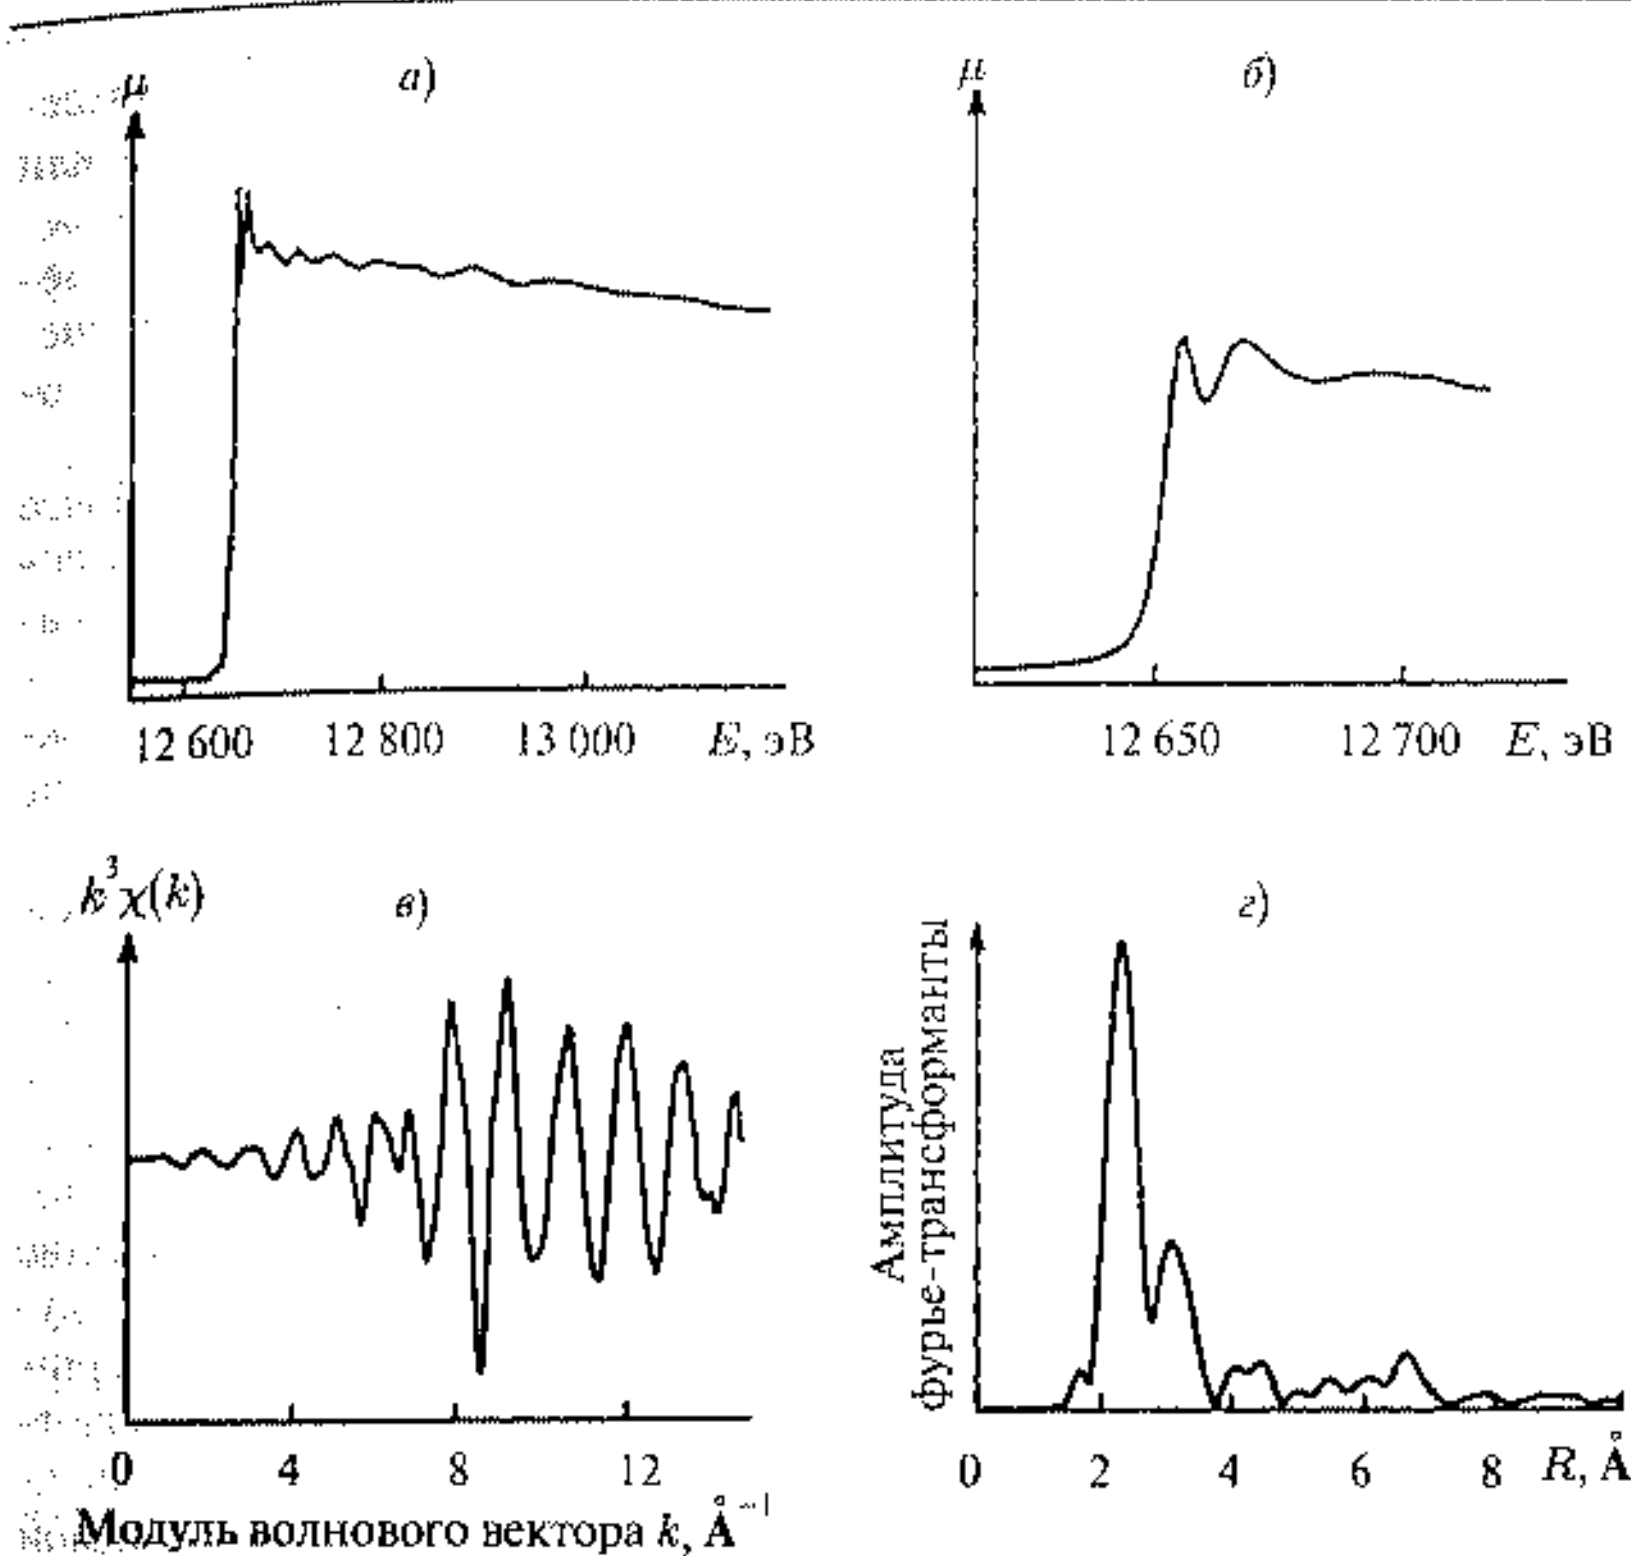 μ
а)
12 600 12 800 13 000 E, эВ
μ
б)
12 650 12 700 E, эВ
k³χ(k)
в)
0 4 8 12
Модуль волнового вектора k, Å⁻¹
г)
Амплитуда
фурье-трансформанты
0 2 4 6 8 R, Å